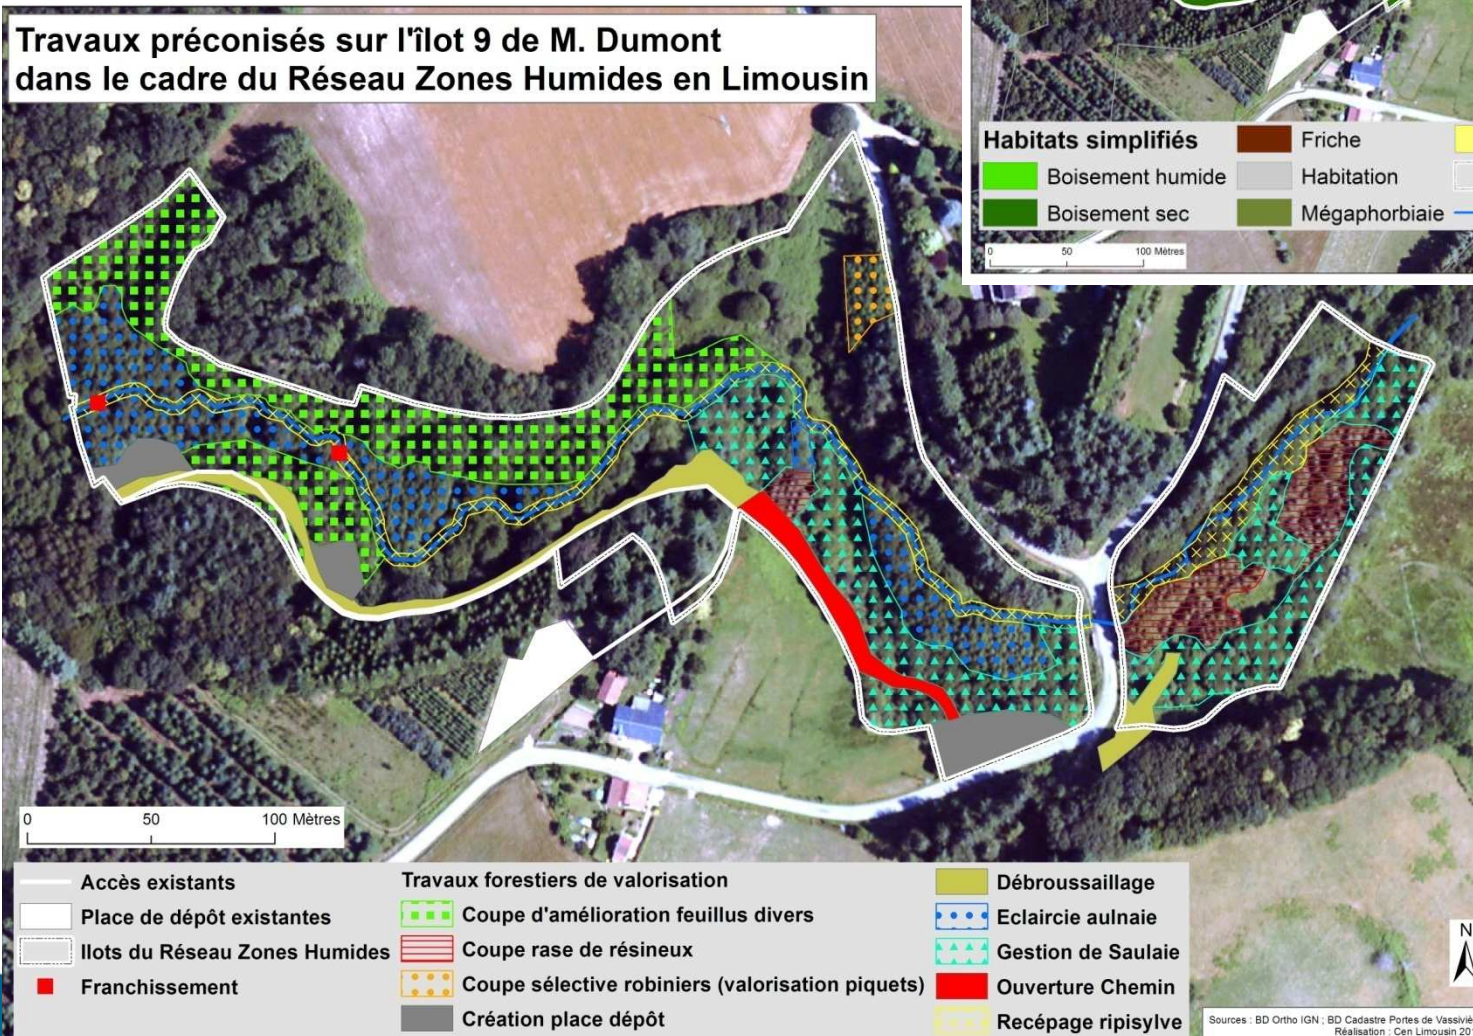 Travaux préconisés sur l'îlot 9 de M. Dumont
dans le cadre du Réseau Zones Humides en Limousin
Habitats simplifiés
Boisement humide
Boisement sec
Friche
Habitation
Mégaphorbiaie
0 50 100 Mètres
0 50 100 Mètres
Accès existants
Place de dépôt existantes
Ilots du Réseau Zones Humides
Franchissement
Travaux forestiers de valorisation
Coupe d'amélioration feuillus divers
Coupe rase de résineux
Coupe sélective robiniers (valorisation piquets)
Création place dépôt
Débroussaillage
Eclaircie aulnaie
Gestion de Saulaie
Ouverture Chemin
Recépage ripisylve
N
Sources : BD Ortho IGN ; BD Cadastre Portes de
Réalisation : Cen Limousin